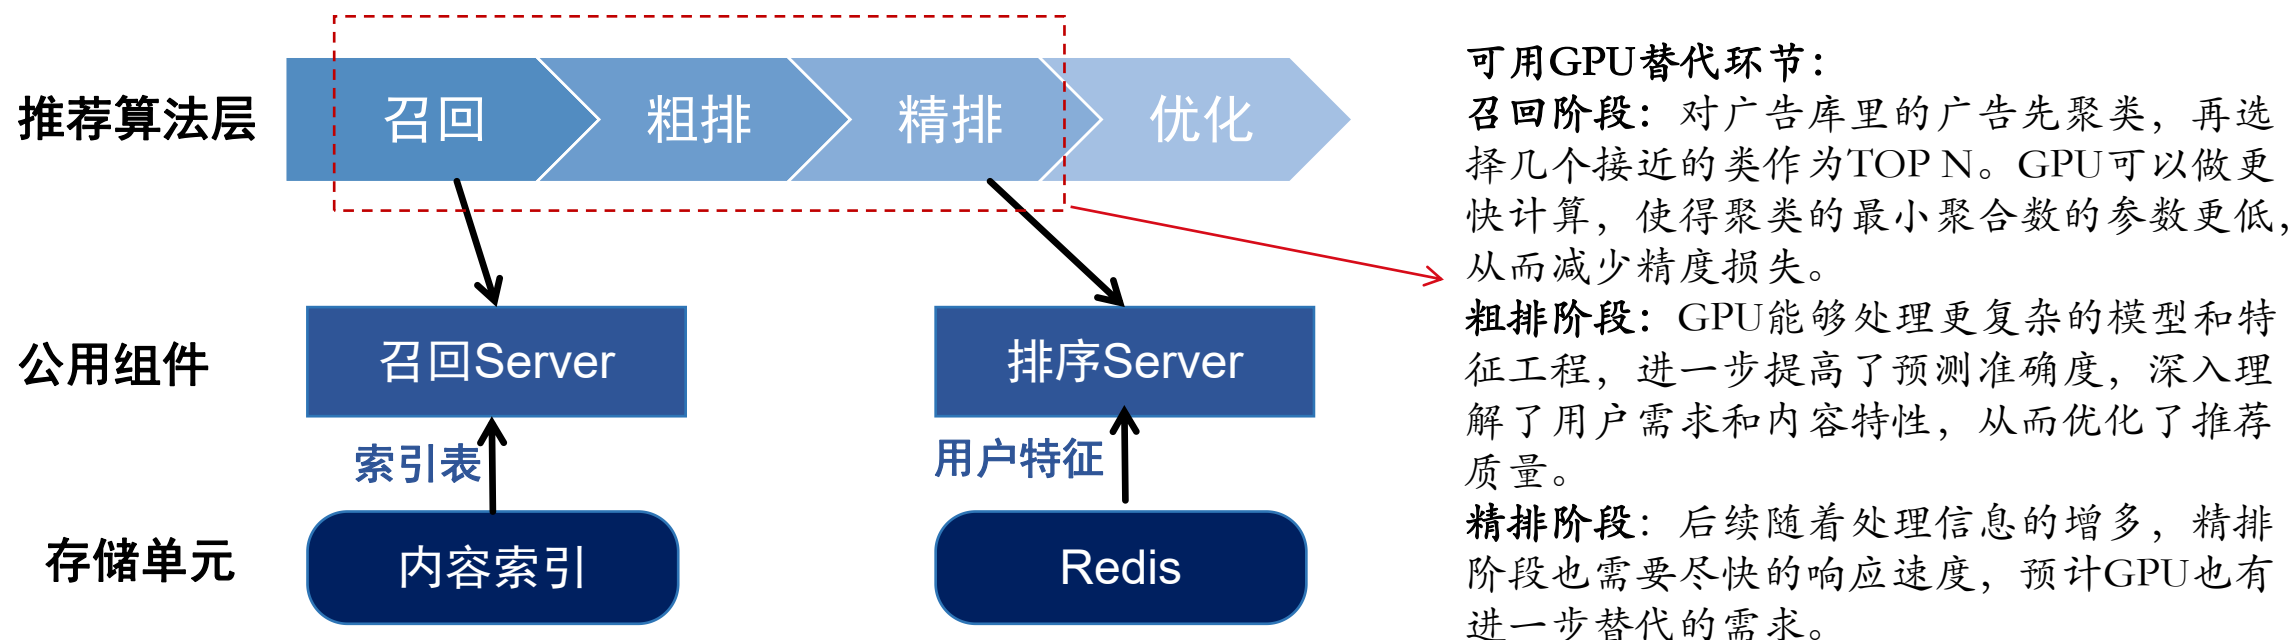 推荐算法层
召回
粗排
精排
优化
公用组件
召回Server
排序Server
索引表
用户特征
存储单元
内容索引
Redis
可用GPU替代环节：
召回阶段：对广告库里的广告先聚类，再选
择几个接近的类作为TOP N。GPU可以做更
快计算，使得聚类的最小聚合数的参数更低，
从而减少精度损失。
粗排阶段：GPU能够处理更复杂的模型和特
征工程，进一步提高了预测准确度，深入理
解了用户需求和内容特性，从而优化了推荐
质量。
精排阶段：后续随着处理信息的增多，精排
阶段也需要尽快的响应速度，预计GPU也有
进一步替代的需求。